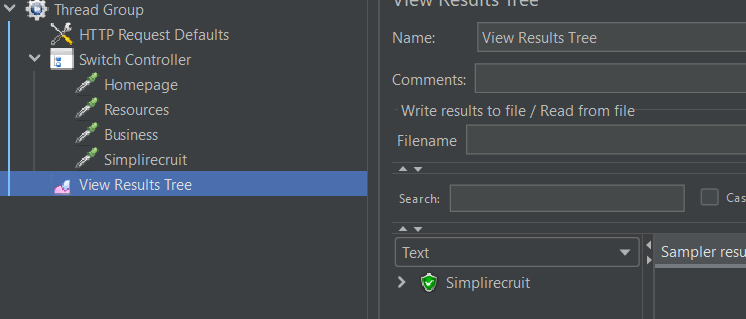 Thread Group
HTTP Request Defaults
Switch Controller
Homepage
Resources
Business
Simplirecruit
View Results Tree
View Results Tree
Name: View Results Tree
Comments:
Write results to file / Read from file
Filename
Search: Cas
Text
Sampler resu
Simplirecruit